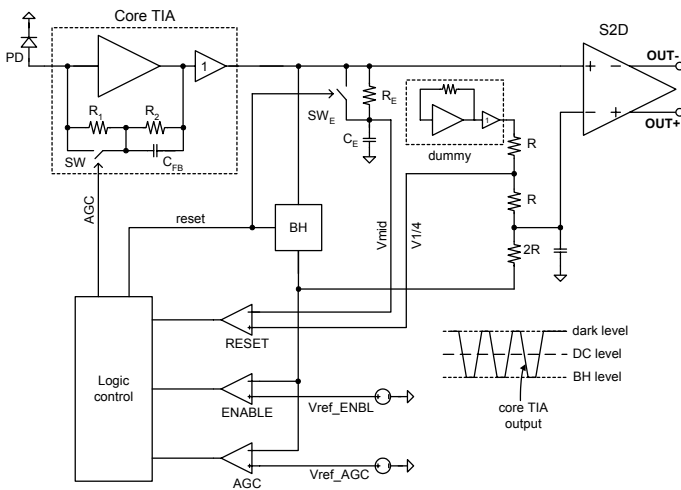 Core TIA
S2D
PD
1
OUT-
+
−
R1
R2
RE
SWE
CE
1
−
+
OUT+
SW
CFB
dummy
R
AGC
reset
BH
Vmid
V1/4
R
2R
Logic
control
RESET
dark level
DC level
BH level
core TIA
output
ENABLE
Vref_ENBL
AGC
Vref_AGC